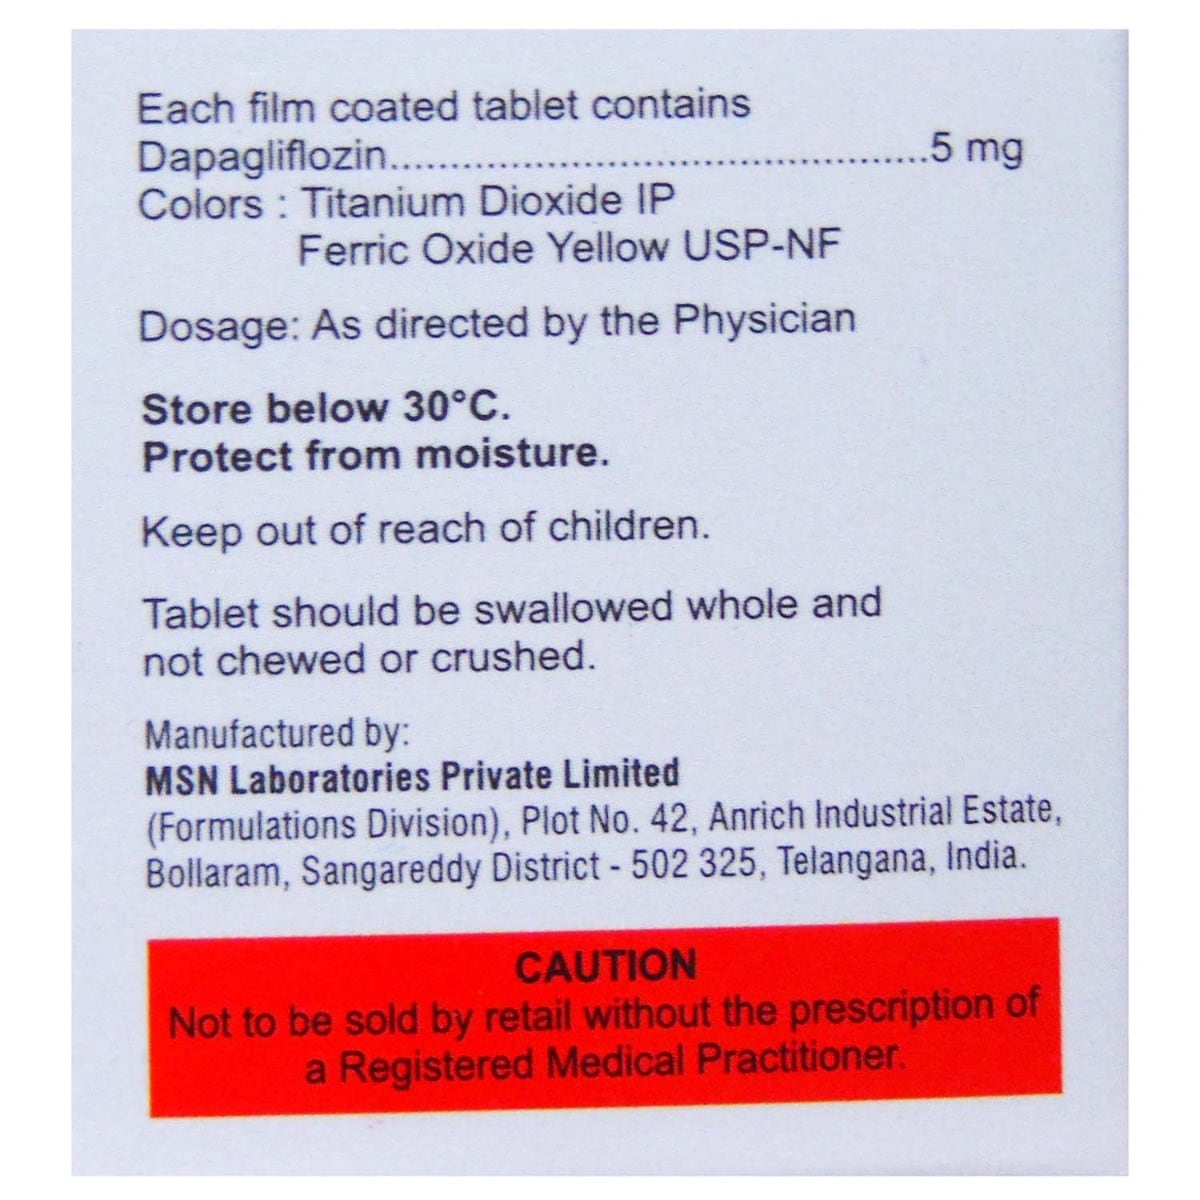 Each film coated tablet contains
Dapagliflozin..............................................5 mg
Colors : Titanium Dioxide IP
Ferric Oxide Yellow USP-NF
Dosage: As directed by the Physician
Store below 30°C.
Protect from moisture.
Keep out of reach of children.
Tablet should be swallowed whole and
not chewed or crushed.
Manufactured by:
MSN Laboratories Private Limited
(Formulations Division), Plot No. 42, Anrich Industrial Estate,
Bollaram, Sangareddy District - 502 325, Telangana, India.
CAUTION
Not to be sold by retail without the prescription of
a Registered Medical Practitioner.